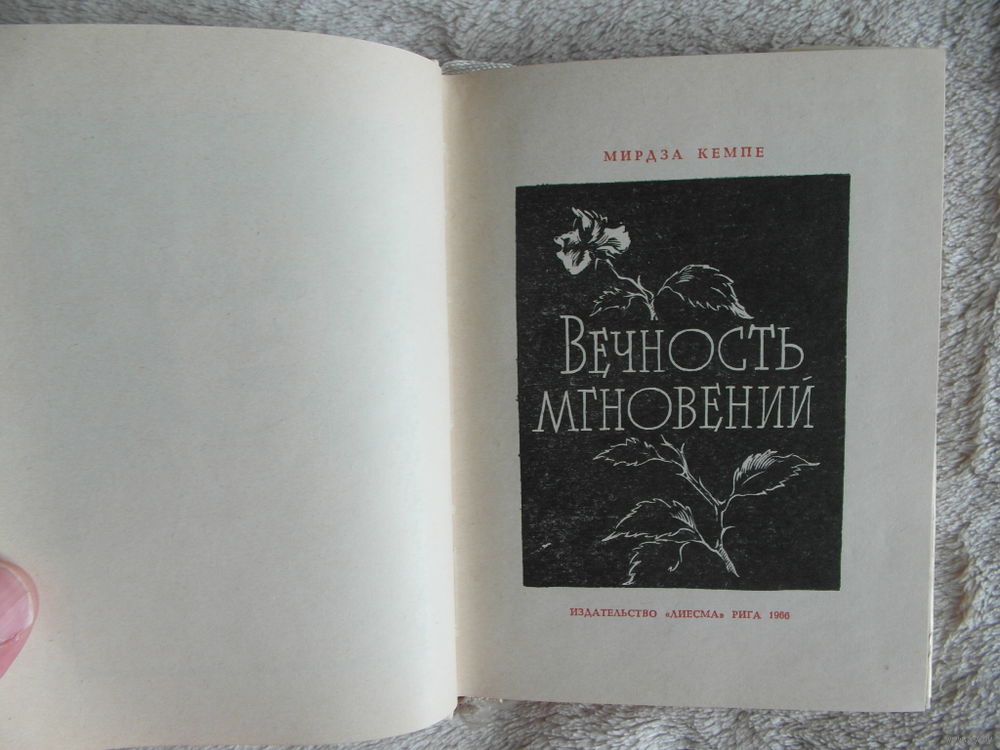 МИРДЗА КЕМПЕ
ВЕЧНОСТЬ
МГНОВЕНИЙ
ИЗДАТЕЛЬСТВО «ЛИЕСМА» РИГА 1966